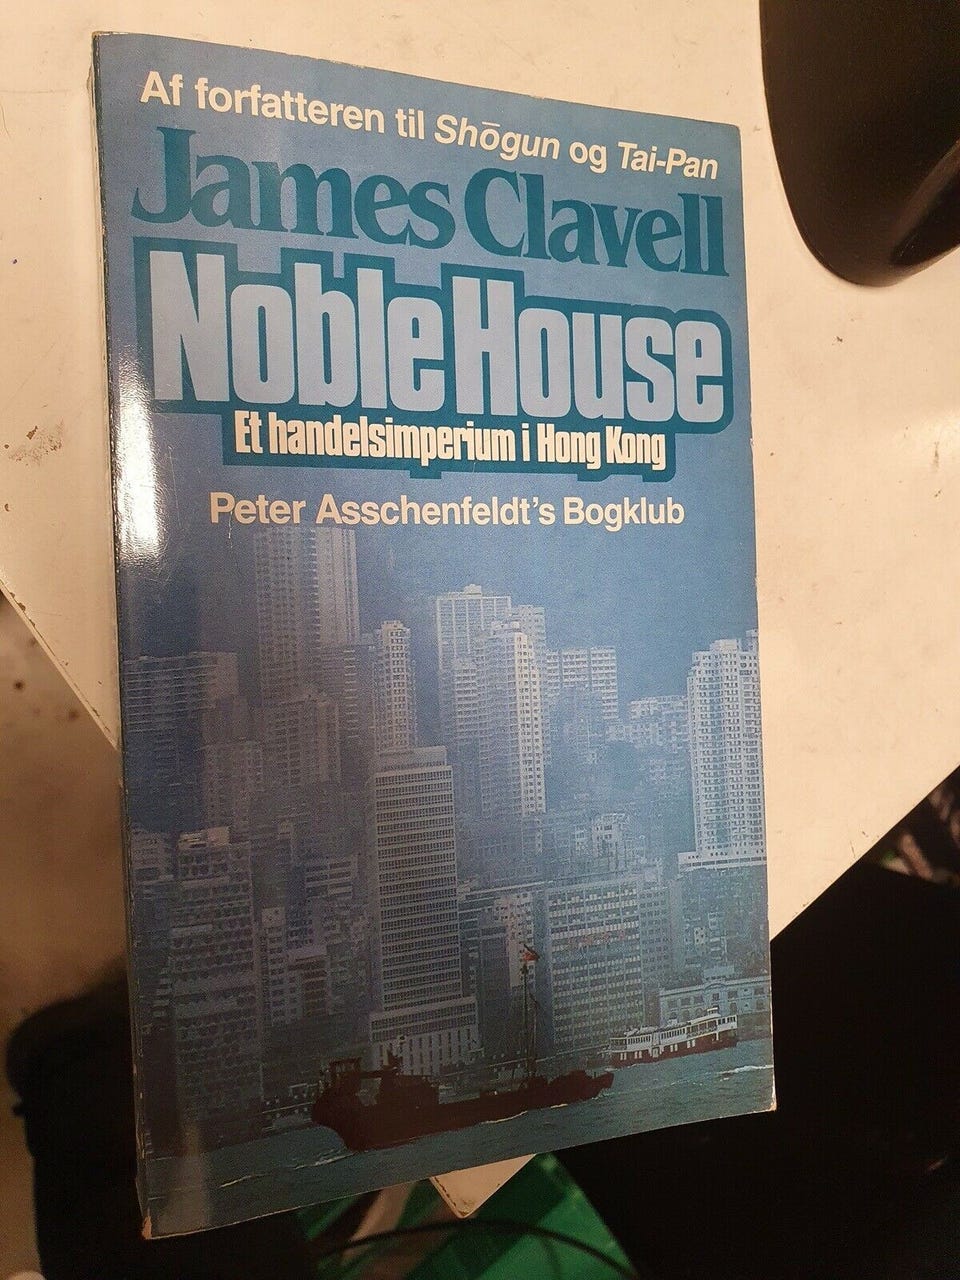 Af forfatteren til Shōgun og Tai-Pan
James Clavell
Noble House
Et handelsimperium i Hong Kong
Peter Asschenfeldt's Bogklub